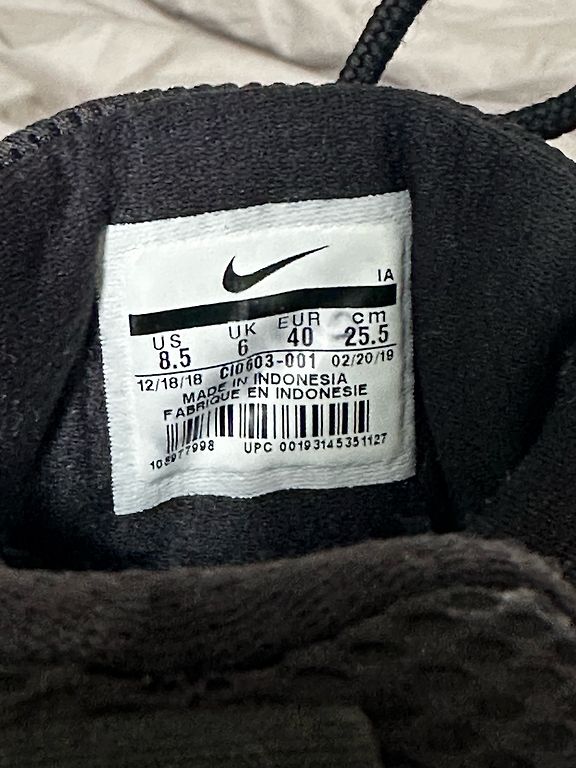 IA
US UK EUR cm
8.5 6 40 25.5
12/18/18 CI0603-001 02/20/19
MADE IN INDONESIA
FABRIQUE EN INDONESIE
UPC 00193145351127